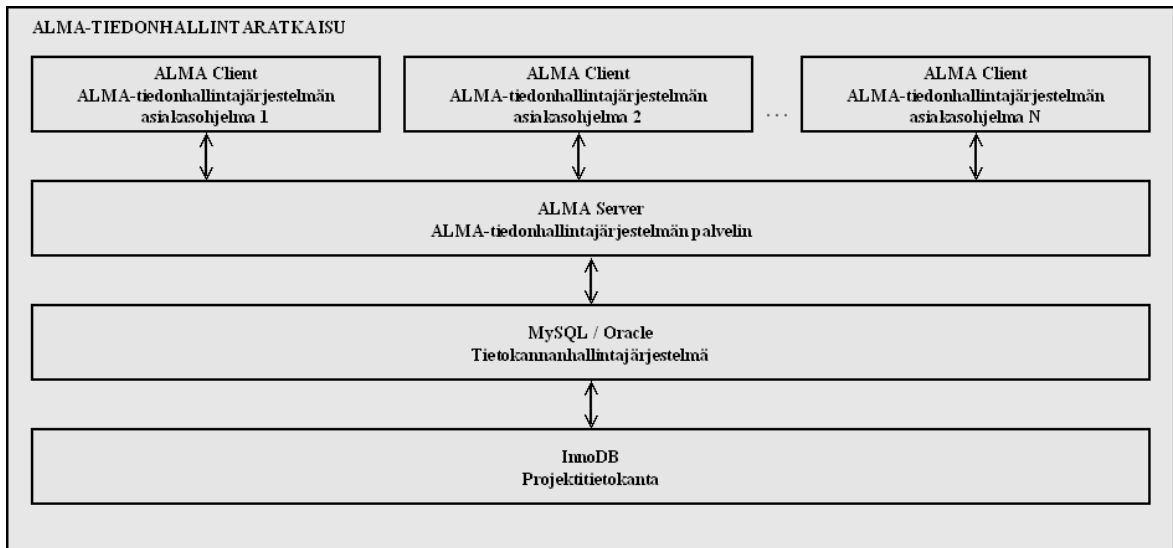 ALMA-TIEDONHALLINTARATKAISU
ALMA Client
ALMA-tiedonhallintajärjestelmän
asiakasohjelma 1
ALMA Client
ALMA-tiedonhallintajärjestelmän
asiakasohjelma 2
...
ALMA Client
ALMA-tiedonhallintajärjestelmän
asiakasohjelma N
ALMA Server
ALMA-tiedonhallintajärjestelmän palvelin
MySQL / Oracle
Tietokannanhallintajärjestelmä
InnoDB
Projektitietokanta